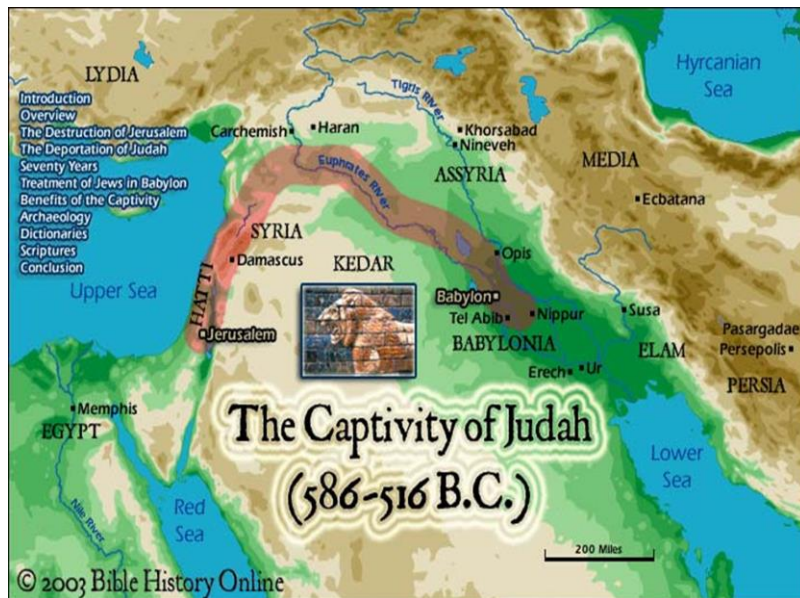 LYDIA
Hyrcanian
Sea
Introduction
Overview
The Destruction of Jerusalem
The Deportation of Judah
Seventy Years
Treatment of Jews in Babylon
Benefits of the Captivity
Archaeology
Dictionaries
Scriptures
Conclusion
Carchemish
Haran
Tigris River
Khorsabad
Nineveh
MEDIA
ASSYRIA
Euphrates River
Ecbatana
SYRIA
Damascus
KEDAR
Opis
HATTI
Upper Sea
Babylon
Tel Abib
Nippur
Susa
BABYLONIA
Jerusalem
ELAM
Pasargadae
Persepolis
Erech
Ur
PERSIA
Memphis
EGYPT
The Captivity of Judah
(586-516 B.C.)
Lower
Sea
Red
Sea
Nile River
200 Miles
© 2003 Bible History Online